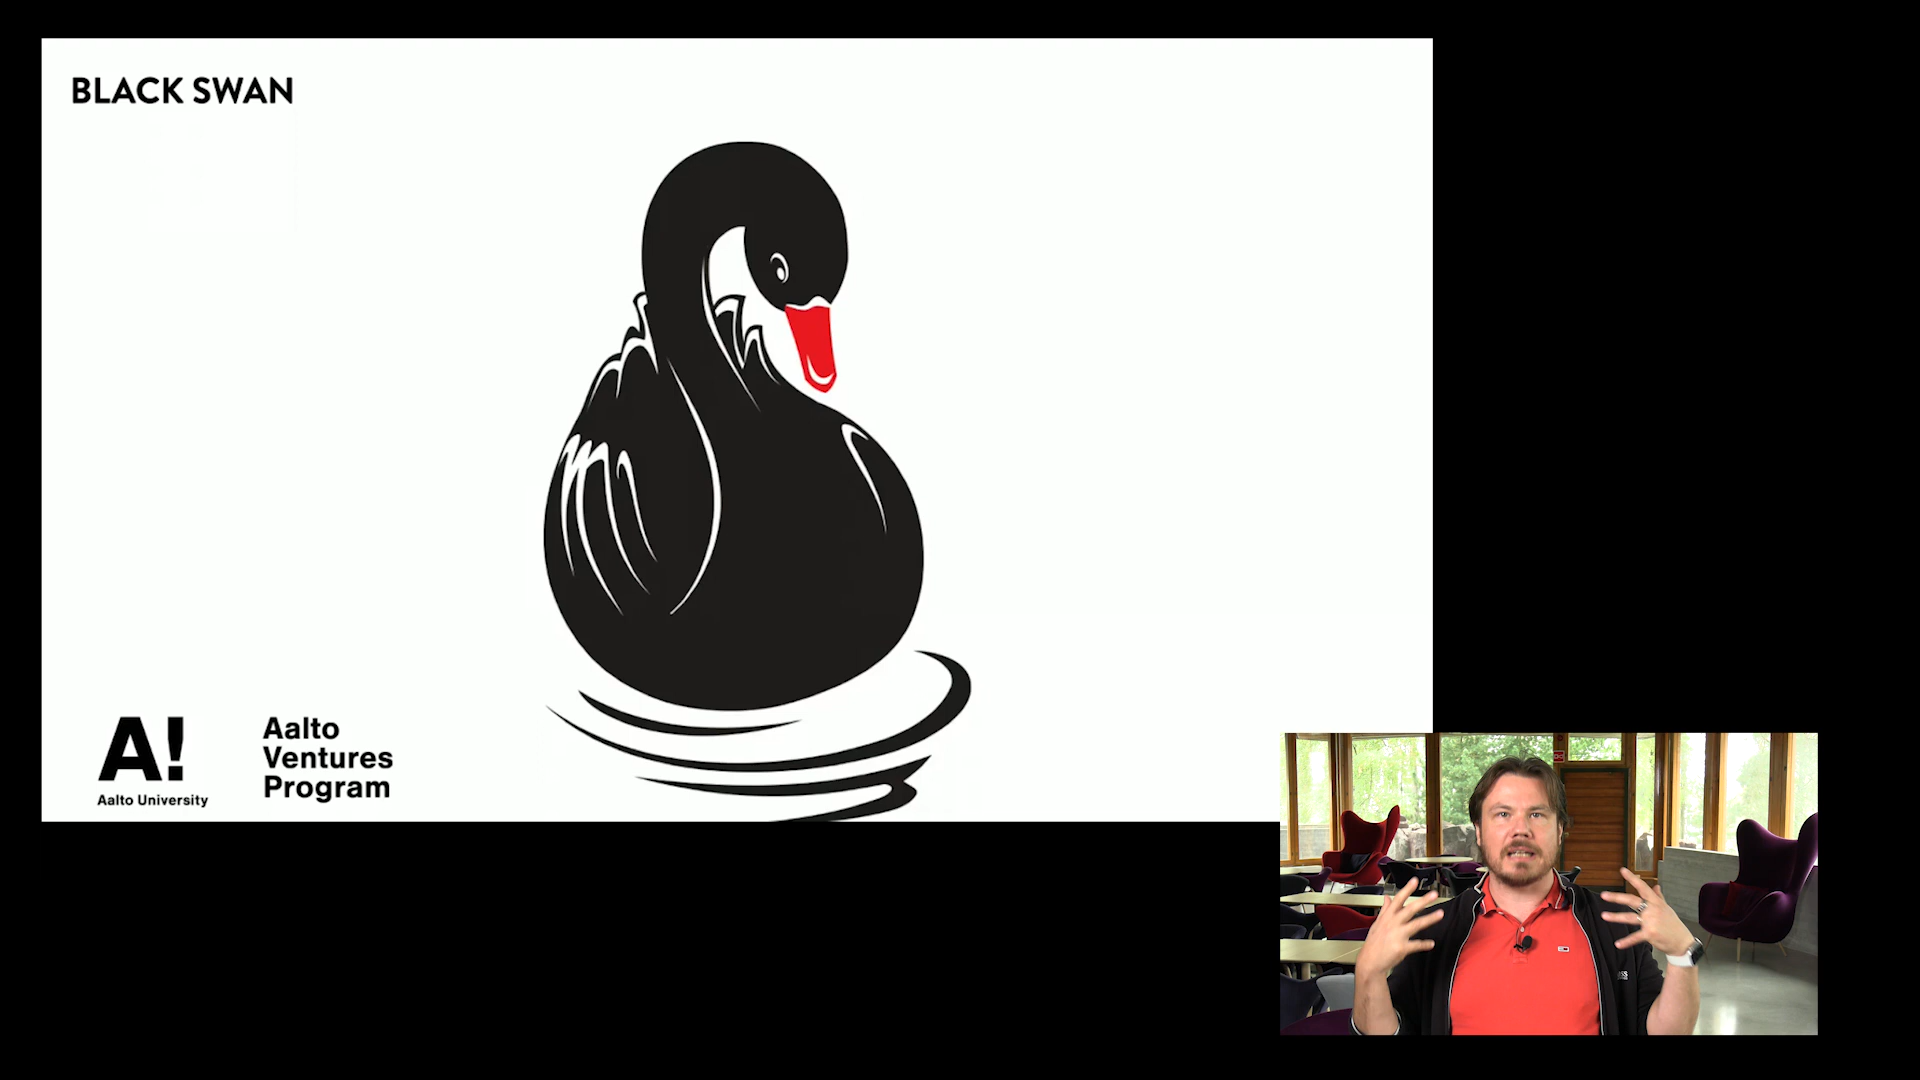 BLACK SWAN
A!
Aalto University
Aalto
Ventures
Program